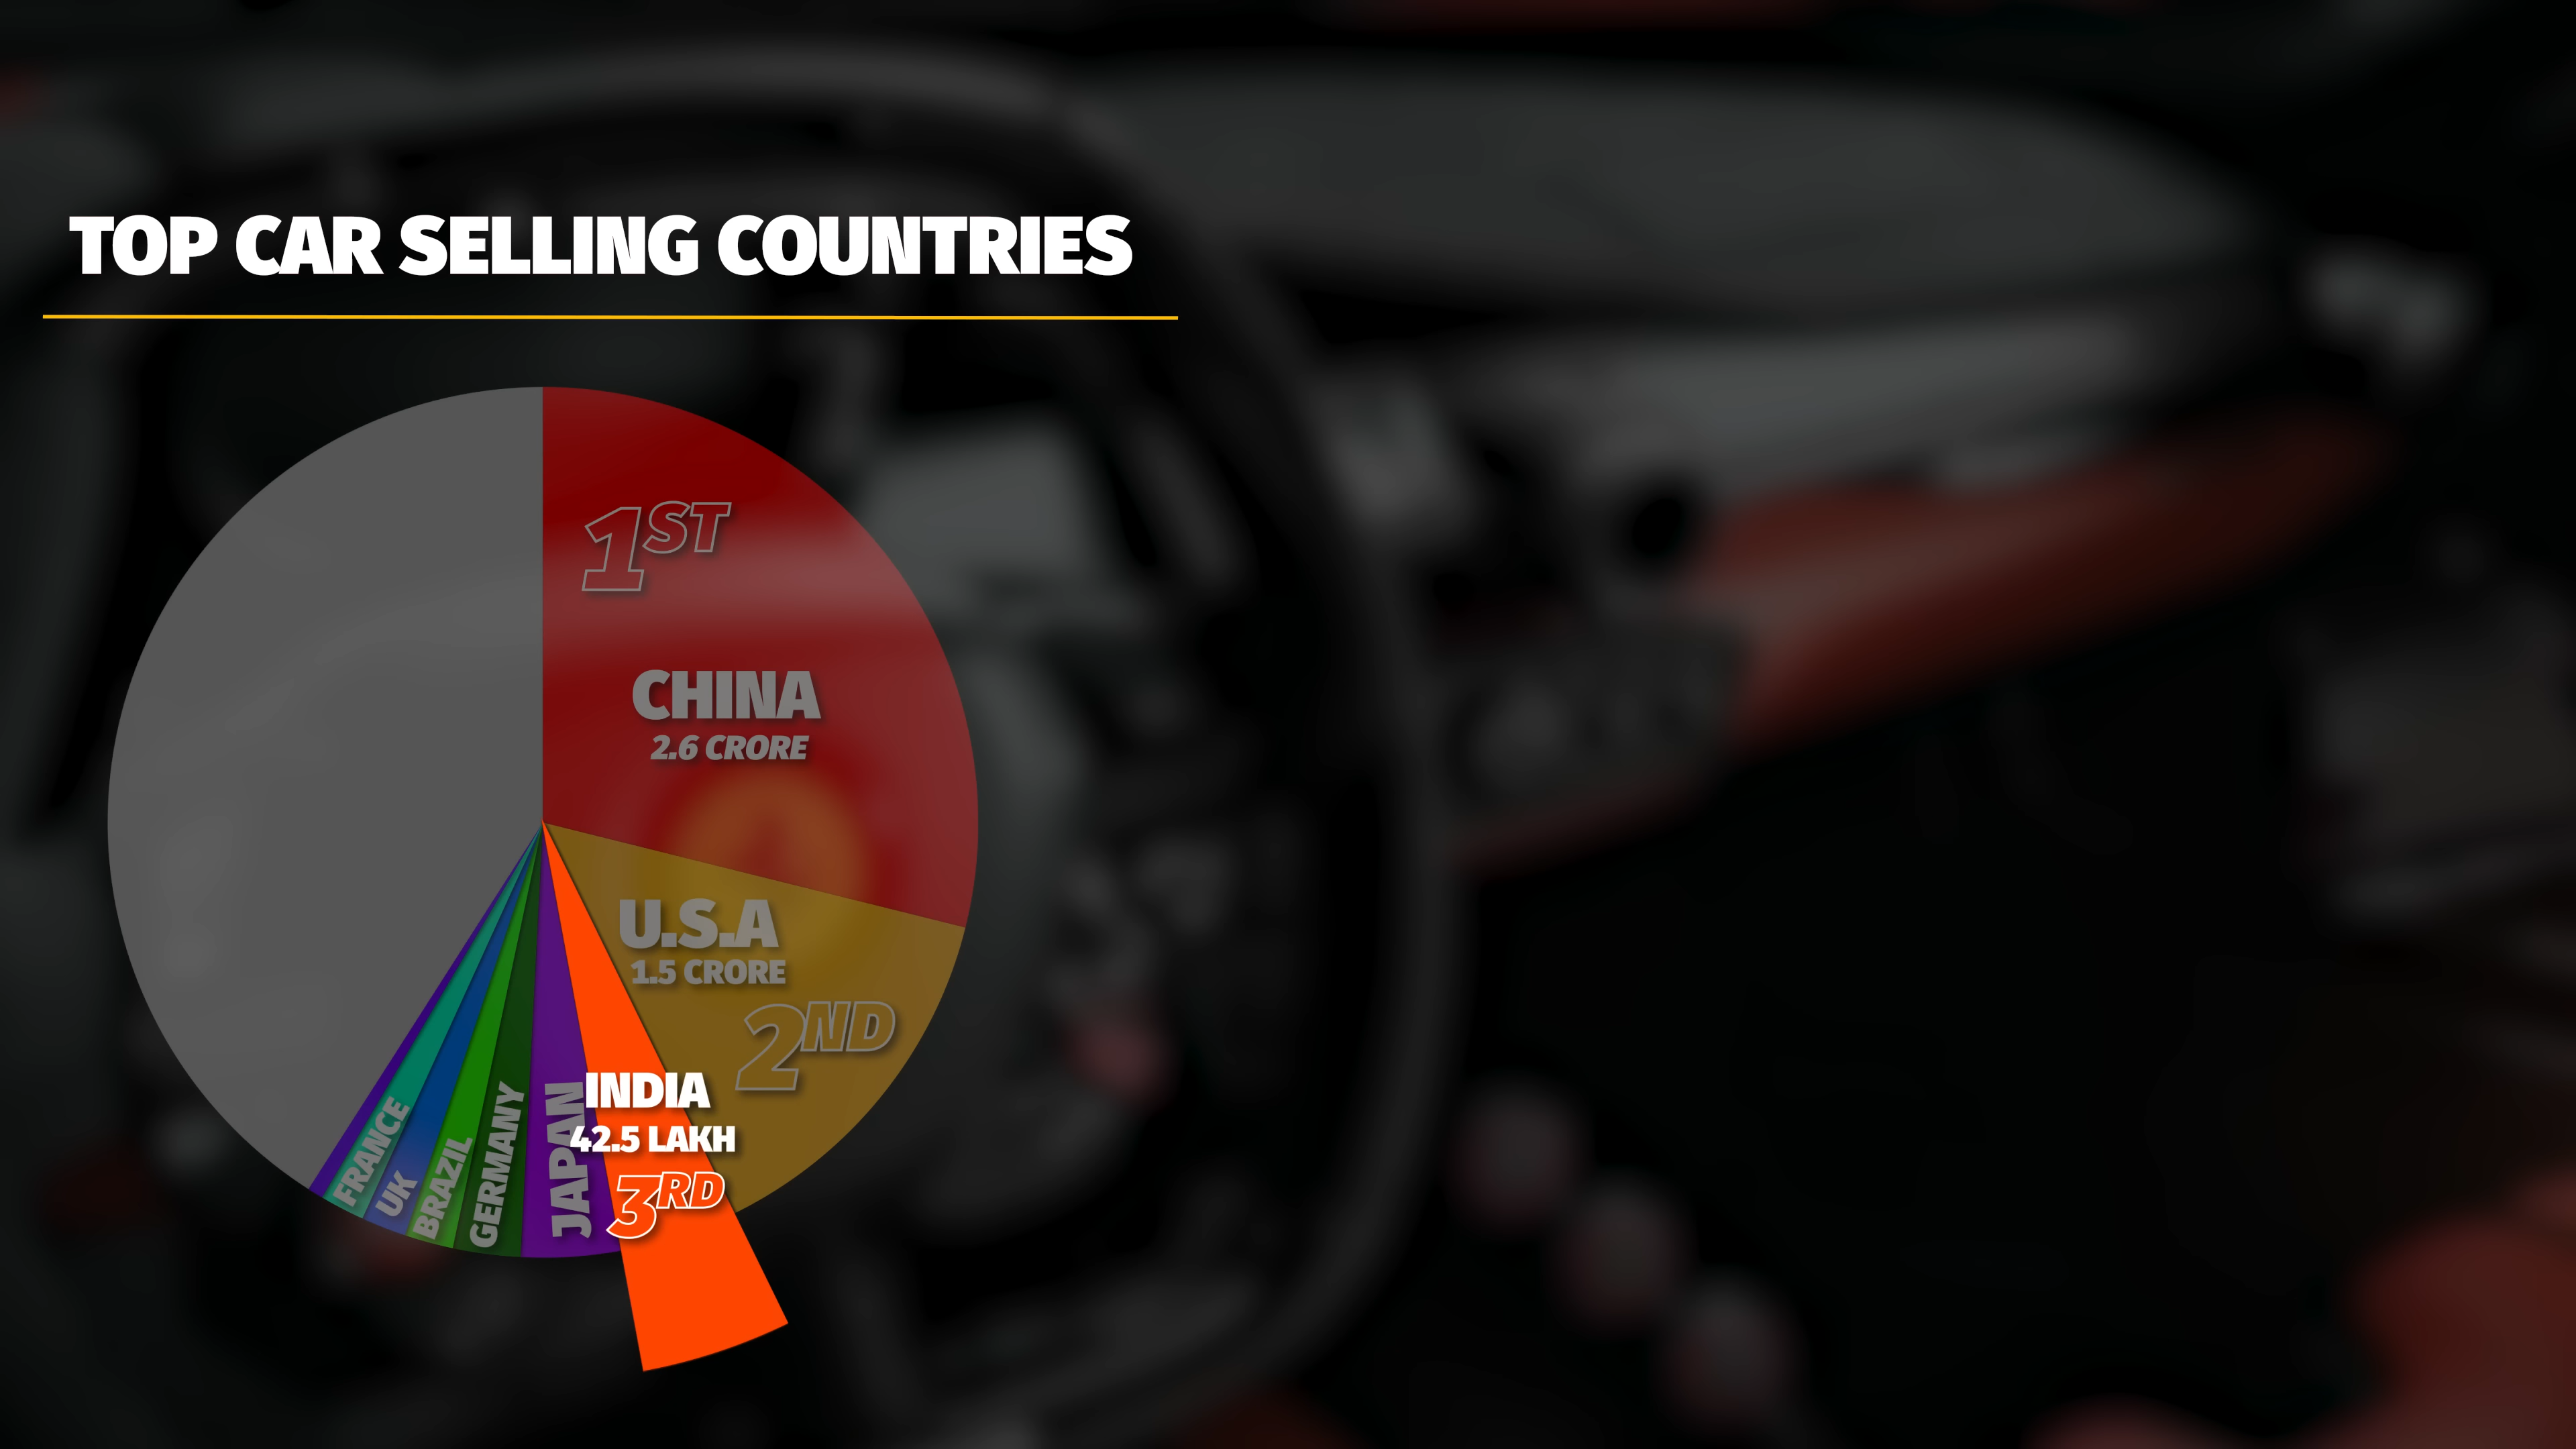 TOP CAR SELLING COUNTRIES
1ST
CHINA
2.6 CRORE
U.S.A
1.5 CRORE
2ND
INDIA
42.5 LAKH
3RD
JAPAN
GERMANY
BRAZIL
UK
FRANCE